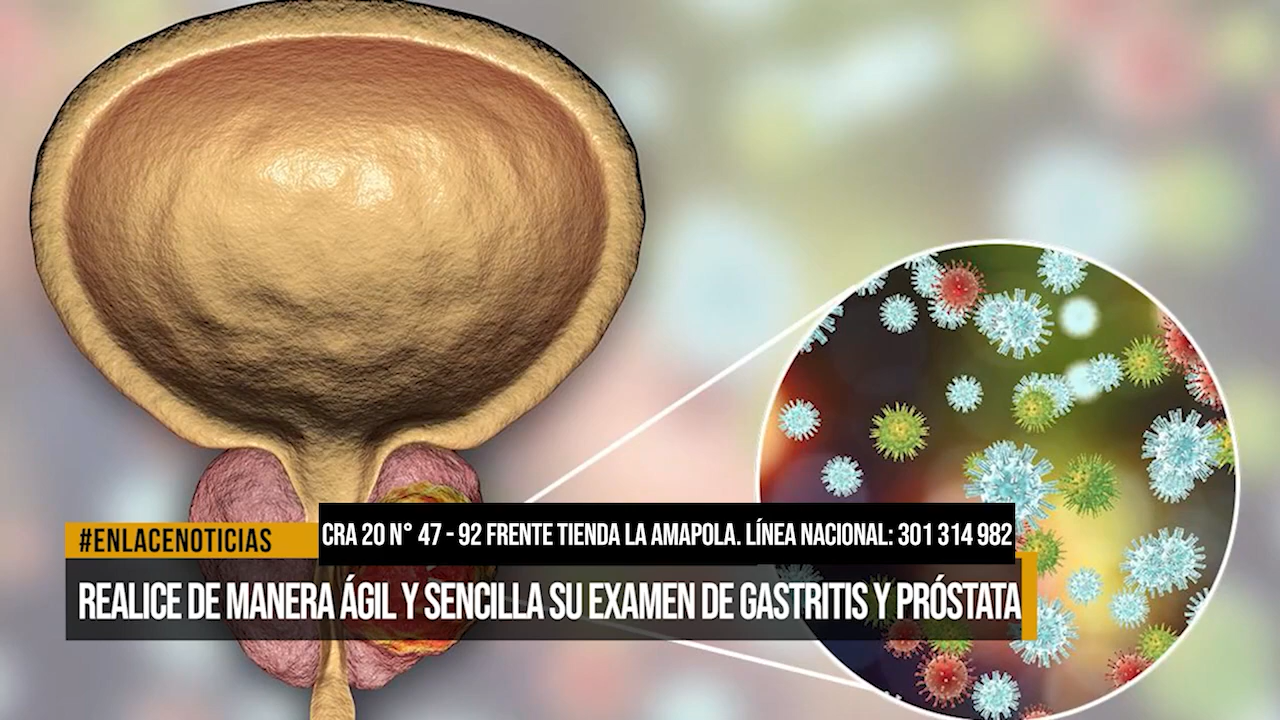 #ENLACENOTICIAS
CRA 20 N° 47 - 92 FRENTE TIENDA LA AMAPOLA. LÍNEA NACIONAL: 301 314 982
REALICE DE MANERA ÁGIL Y SENCILLA SU EXAMEN DE GASTRITIS Y PRÓSTATA